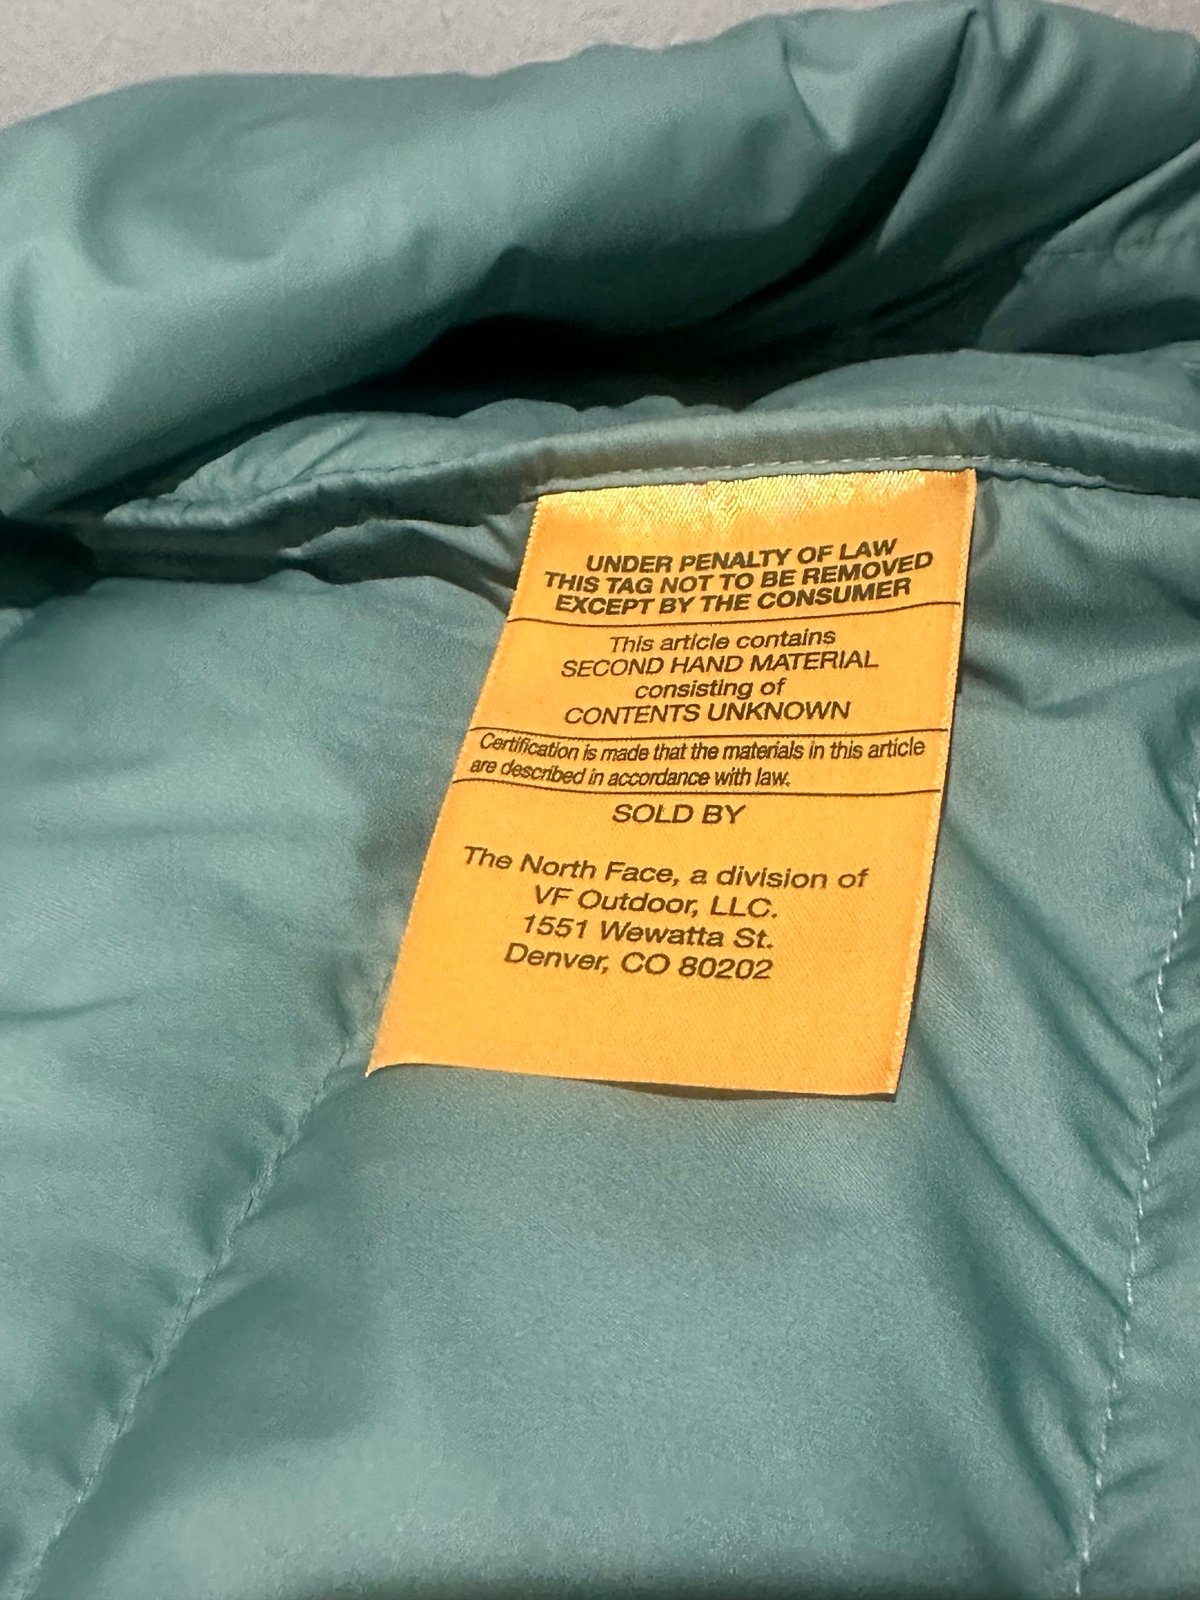 UNDER PENALTY OF LAW
THIS TAG NOT TO BE REMOVED
EXCEPT BY THE CONSUMER
This article contains
SECOND HAND MATERIAL
consisting of
CONTENTS UNKNOWN
Certification is made that the materials in this article
are described in accordance with law.
SOLD BY
The North Face, a division of
VF Outdoor, LLC.
1551 Wewatta St.
Denver, CO 80202